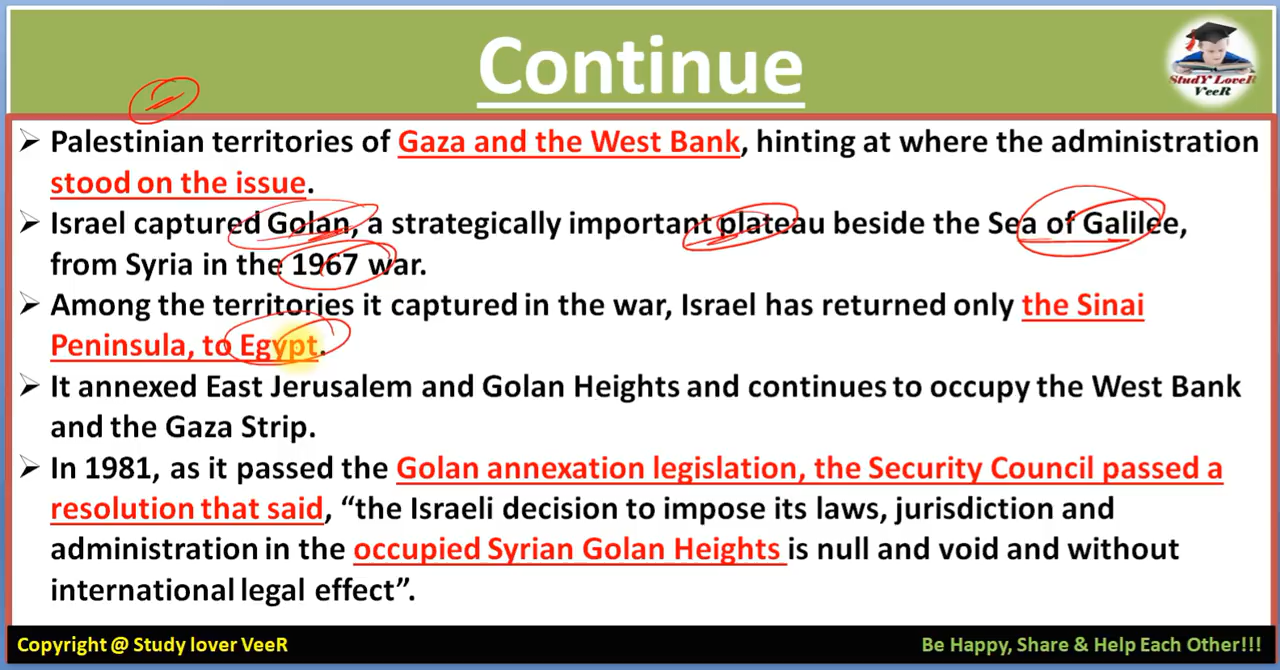 Continue
StudY LoveR
VeeR
➢ Palestinian territories of Gaza and the West Bank, hinting at where the administration
stood on the issue.
➢ Israel captured Golan, a strategically important plateau beside the Sea of Galilee,
from Syria in the 1967 war.
➢ Among the territories it captured in the war, Israel has returned only the Sinai
Peninsula, to Egypt.
➢ It annexed East Jerusalem and Golan Heights and continues to occupy the West Bank
and the Gaza Strip.
➢ In 1981, as it passed the Golan annexation legislation, the Security Council passed a
resolution that said, “the Israeli decision to impose its laws, jurisdiction and
administration in the occupied Syrian Golan Heights is null and void and without
international legal effect”.
Copyright @ Study lover VeeR
Be Happy, Share & Help Each Other!!!